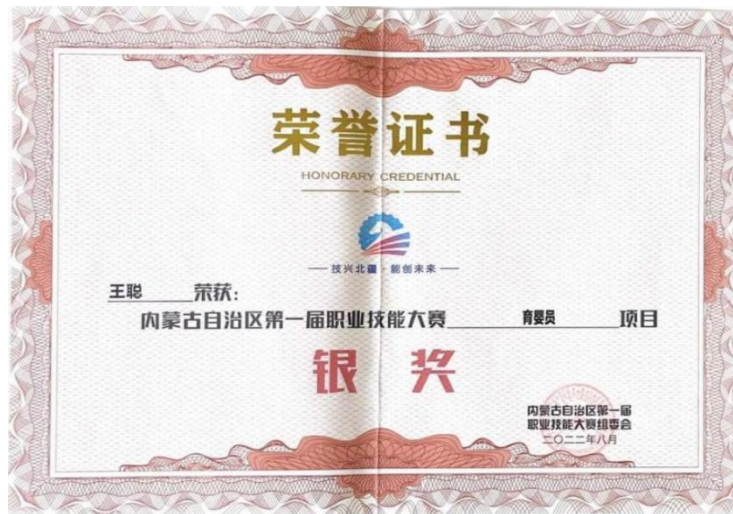 荣誉证书
HONORARY CREDENTIAL
技兴北疆·能创未来
王聪 荣获：
内蒙古自治区第一届职业技能大赛 育婴员 项目
银奖
内蒙古自治区第一届
职业技能大赛组委会
二〇二二年八月